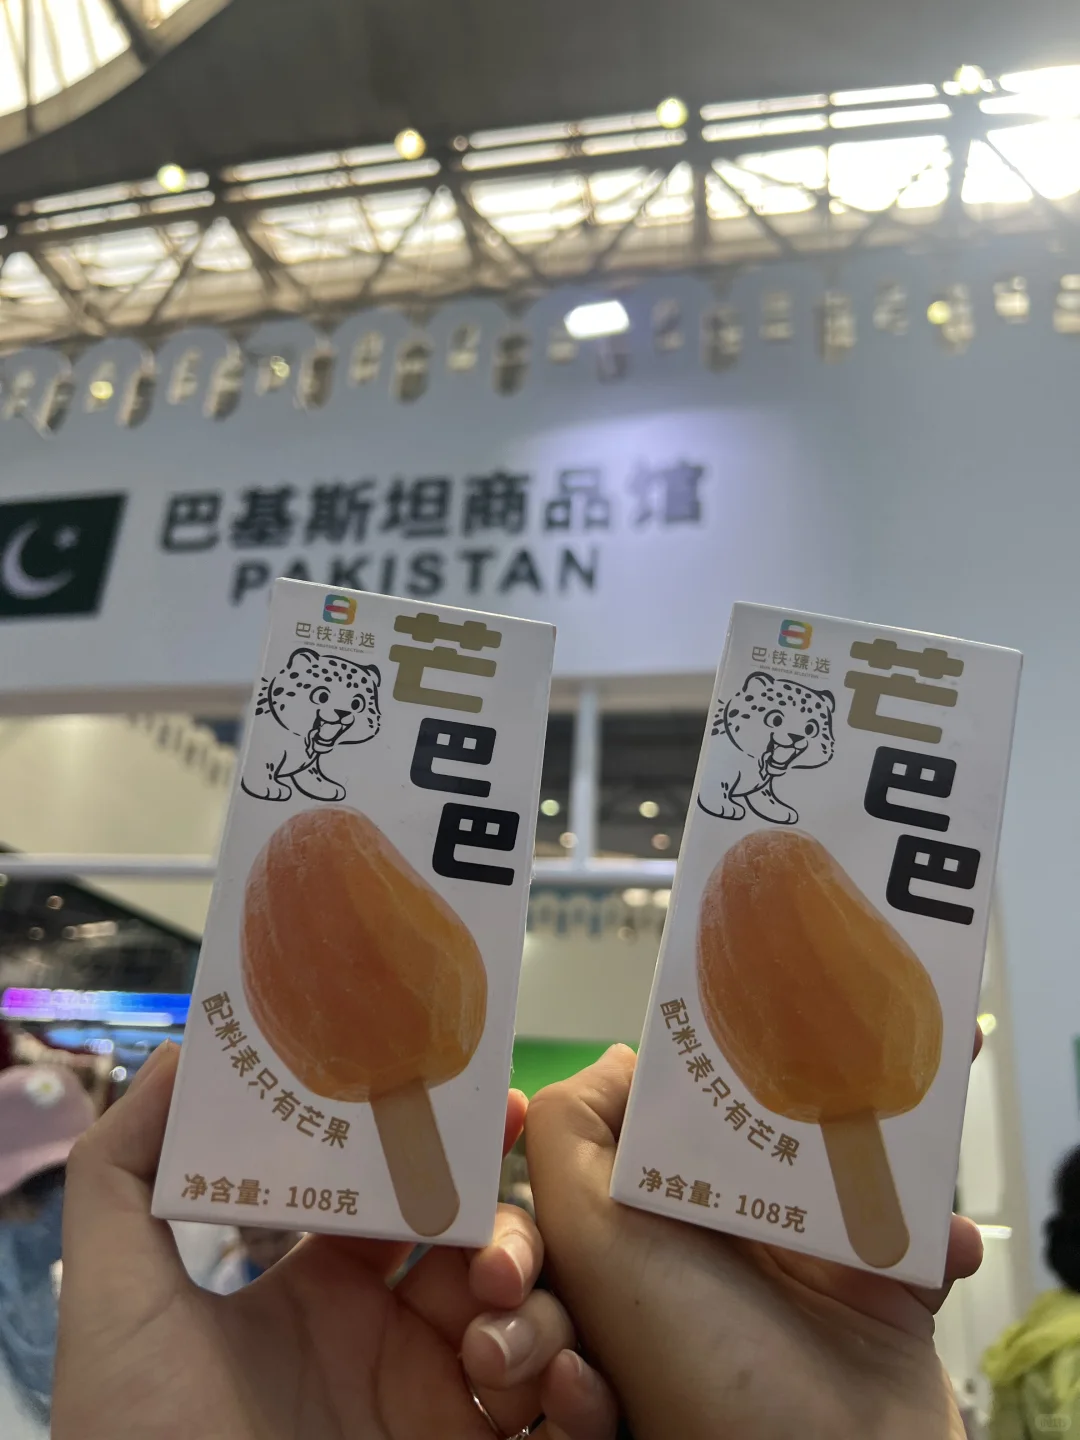 巴基斯坦商品馆
PAKISTAN
巴·铁·臻·选
芒
巴
巴
配料表只有芒果
净含量：108克
巴·铁·臻·选
芒
巴
巴
配料表只有芒果
净含量：108克